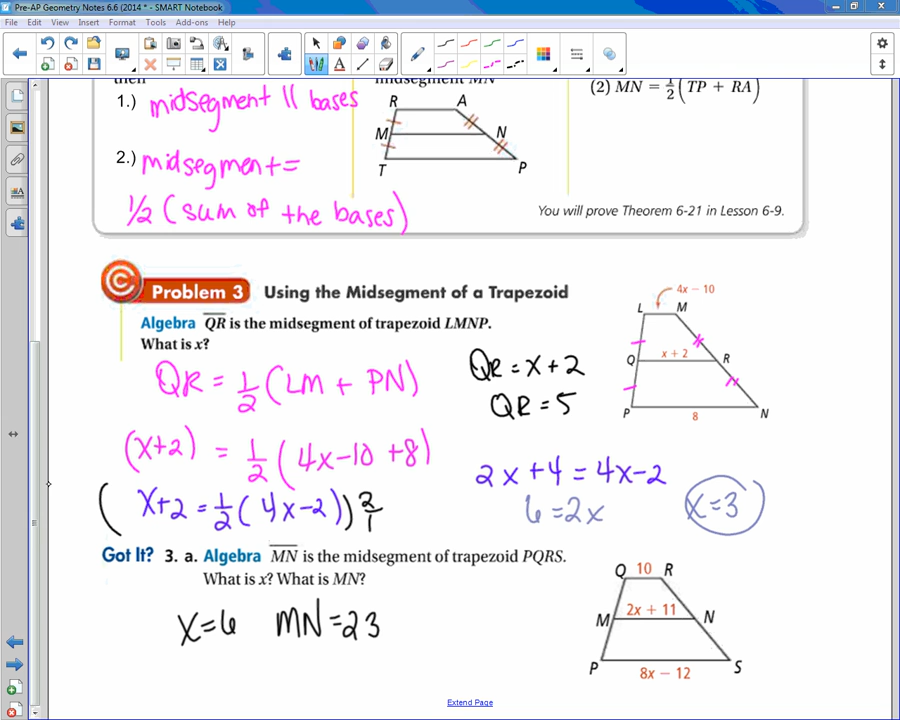 Pre-AP Geometry Notes 6.6 (2014 * - SMART Notebook
File Edit View Insert Format Tools Add-ons Help
then
midsegment MN
(2) MN = 1/2 (TP + RA)
1.) midsegment || bases
R A
M N
T P
2.) midsegment =
1/2 (sum of the bases)
You will prove Theorem 6-21 in Lesson 6-9.
C Problem 3 Using the Midsegment of a Trapezoid
4x − 10
L M
Algebra QR is the midsegment of trapezoid LMNP.
What is x?
Q x + 2 R
QR = 1/2 (LM + PN)
QR = x + 2
QR = 5
P 8 N
(x+2) = 1/2 (4x−10 +8)
2x + 4 = 4x−2
(x+2 = 1/2 (4x−2)) 2/1
6 = 2x
x = 3
Got It? 3. a. Algebra MN is the midsegment of trapezoid PQRS.
What is x? What is MN?
Q 10 R
M 2x + 11 N
P 8x − 12 S
x = 6 MN = 23
Extend Page